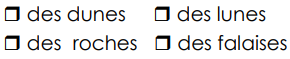 ❒ des dunes ❒ des lunes
❒ des roches ❒ des falaises